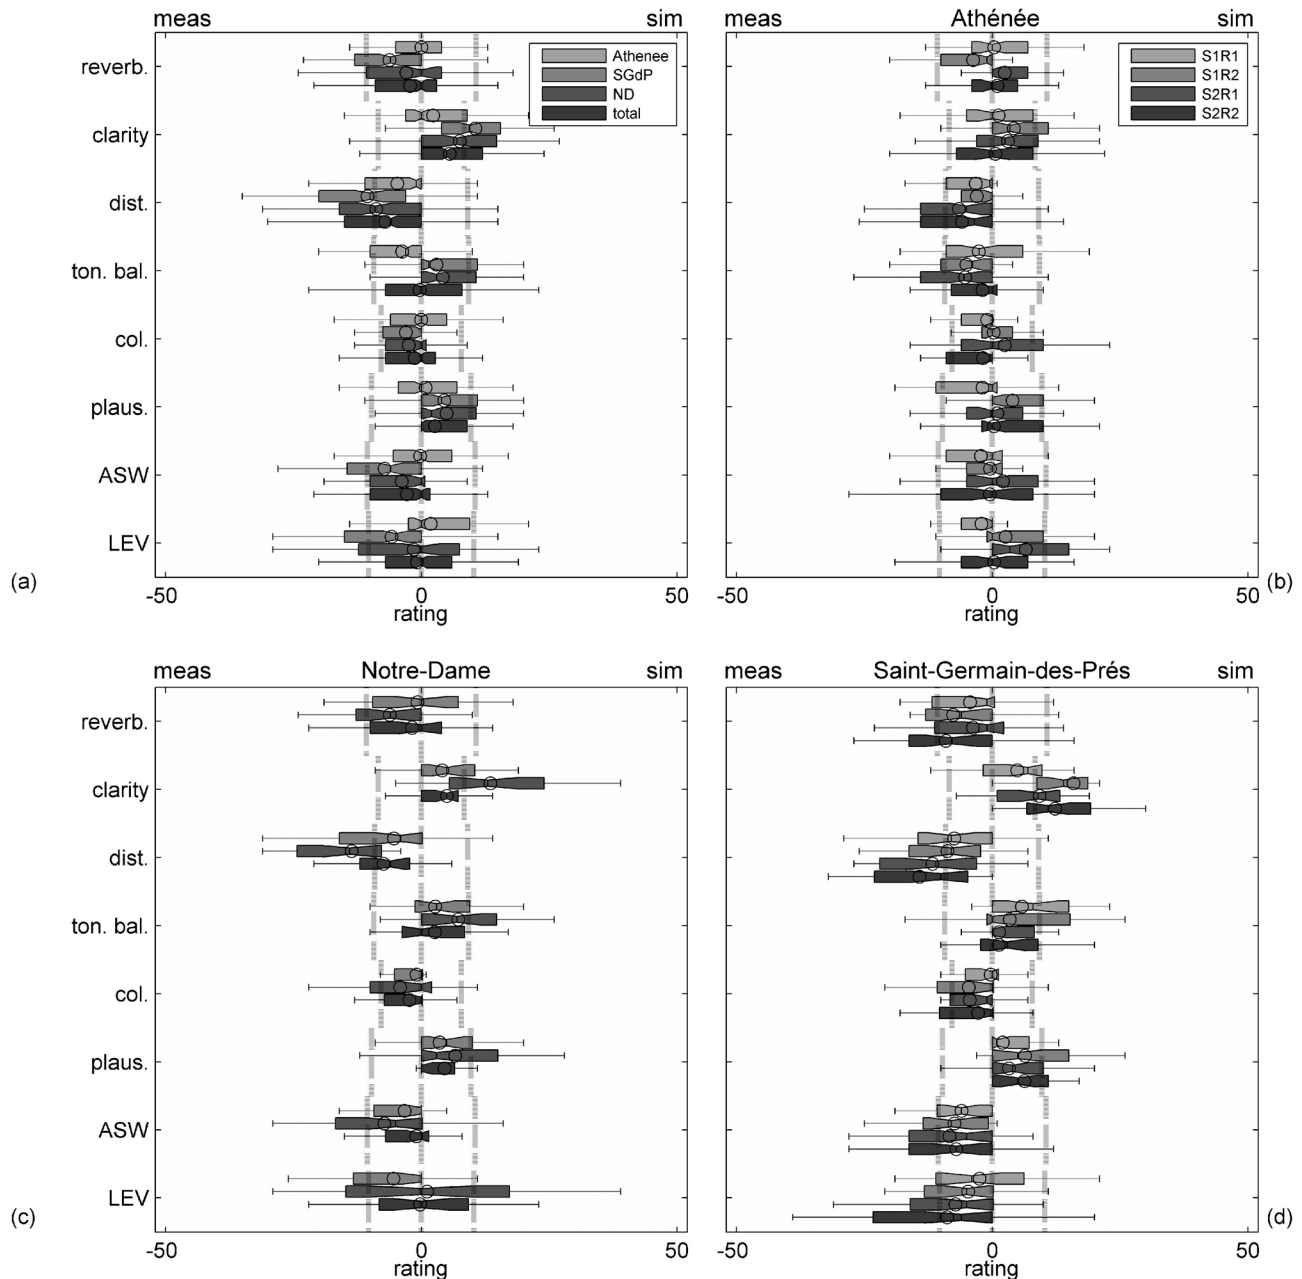 meas sim
reverb.
clarity
dist.
ton. bal.
col.
plaus.
ASW
LEV
Athenee
SGdP
ND
total
-50 0 50
rating
(a)
meas Athénée sim
S1R1
S1R2
S2R1
S2R2
-50 0 50
rating
(b)
meas Notre-Dame sim
reverb.
clarity
dist.
ton. bal.
col.
plaus.
ASW
LEV
-50 0 50
rating
(c)
meas Saint-Germain-des-Prés sim
-50 0 50
rating
(d)